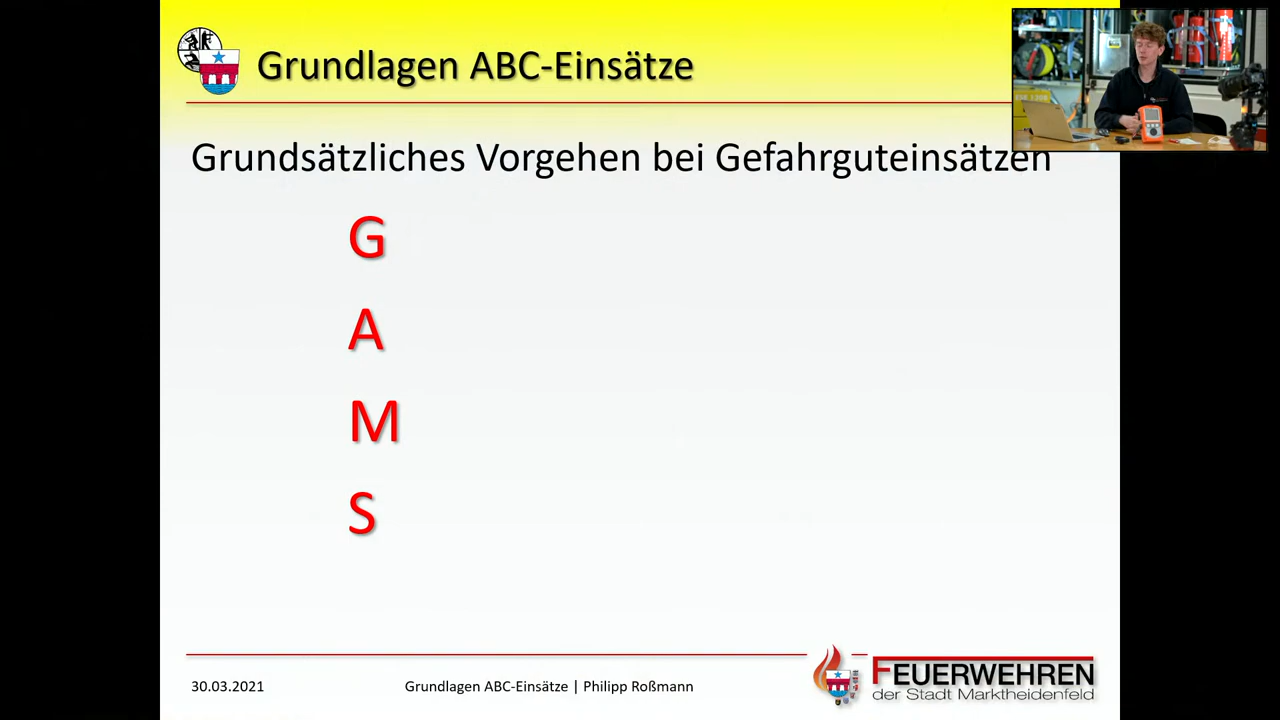 Grundlagen ABC-Einsätze
Grundsätzliches Vorgehen bei Gefahrguteinsätzen
G
A
M
S
30.03.2021
Grundlagen ABC-Einsätze | Philipp Roßmann
FEUERWEHREN
der Stadt Marktheidenfeld